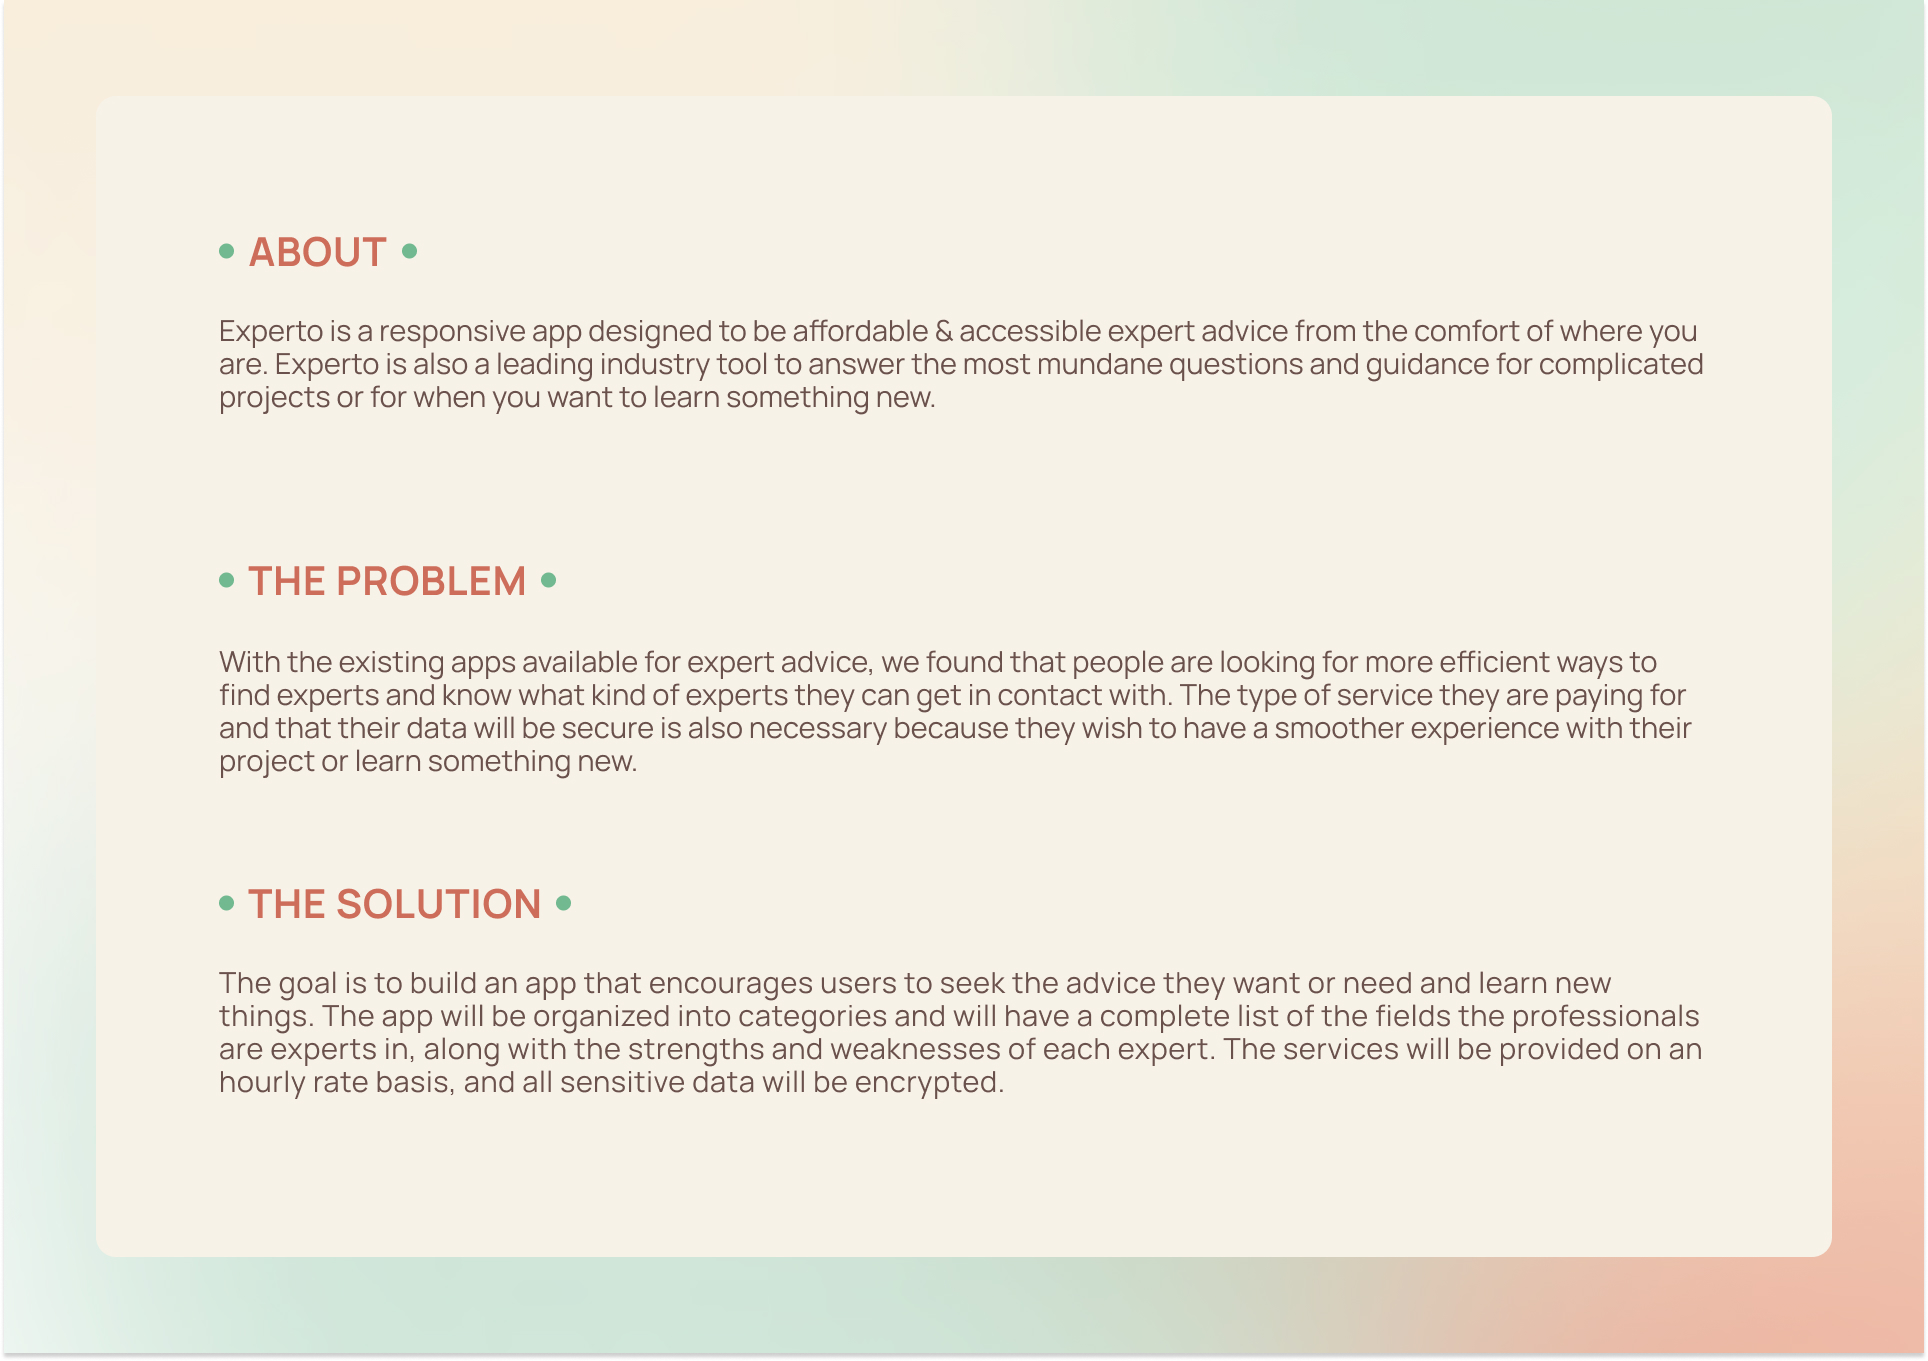 ABOUT
Experto is a responsive app designed to be affordable & accessible expert advice from the comfort of where you
are. Experto is also a leading industry tool to answer the most mundane questions and guidance for complicated
projects or for when you want to learn something new.
THE PROBLEM
With the existing apps available for expert advice, we found that people are looking for more efficient ways to
find experts and know what kind of experts they can get in contact with. The type of service they are paying for
and that their data will be secure is also necessary because they wish to have a smoother experience with their
project or learn something new.
THE SOLUTION
The goal is to build an app that encourages users to seek the advice they want or need and learn new
things. The app will be organized into categories and will have a complete list of the fields the professionals
are experts in, along with the strengths and weaknesses of each expert. The services will be provided on an
hourly rate basis, and all sensitive data will be encrypted.